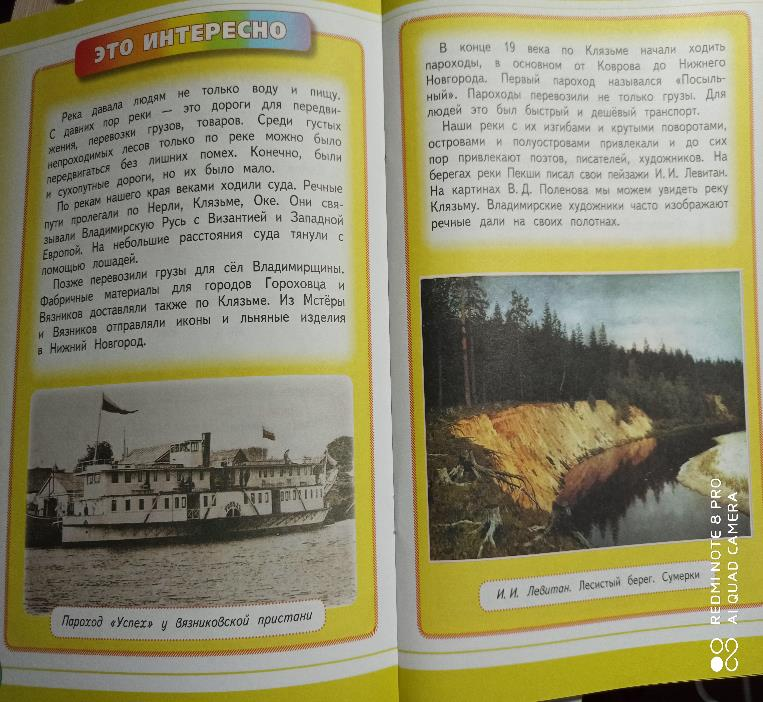 ЭТО ИНТЕРЕСНО
Река давала людям не только воду и пищу.
С давних пор реки — это дороги для передви-
жения, перевозки грузов, товаров. Среди густых
непроходимых лесов только по реке можно было
передвигаться без лишних помех. Конечно, были
и сухопутные дороги, но их было мало.
По рекам нашего края веками ходили суда. Речные
пути пролегали по Нерли, Клязьме, Оке. Они свя-
зывали Владимирскую Русь с Византией и Западной
Европой. На небольшие расстояния суда тянули с
помощью лошадей.
Позже перевозили грузы для сёл Владимирщины.
Фабричные материалы для городов Гороховца и
Вязников доставляли также по Клязьме. Из Мстёры
и Вязников отправляли иконы и льняные изделия
в Нижний Новгород.
Пароход «Успех» у вязниковской пристани
В конце 19 века по Клязьме начали ходить
пароходы, в основном от Коврова до Нижнего
Новгорода. Первый пароход назывался «Посыль-
ный». Пароходы перевозили не только грузы. Для
людей это был быстрый и дешёвый транспорт.
Наши реки с их изгибами и крутыми поворотами,
островами и полуостровами привлекали и до сих
пор привлекают поэтов, писателей, художников. На
берегах реки Пекши писал свои пейзажи И. И. Левитан.
На картинах В. Д. Поленова мы можем увидеть реку
Клязьму. Владимирские художники часто изображают
речные дали на своих полотнах.
И. И. Левитан. Лесистый берег. Сумерки
REDMI NOTE 8 PRO
AI QUAD CAMERA